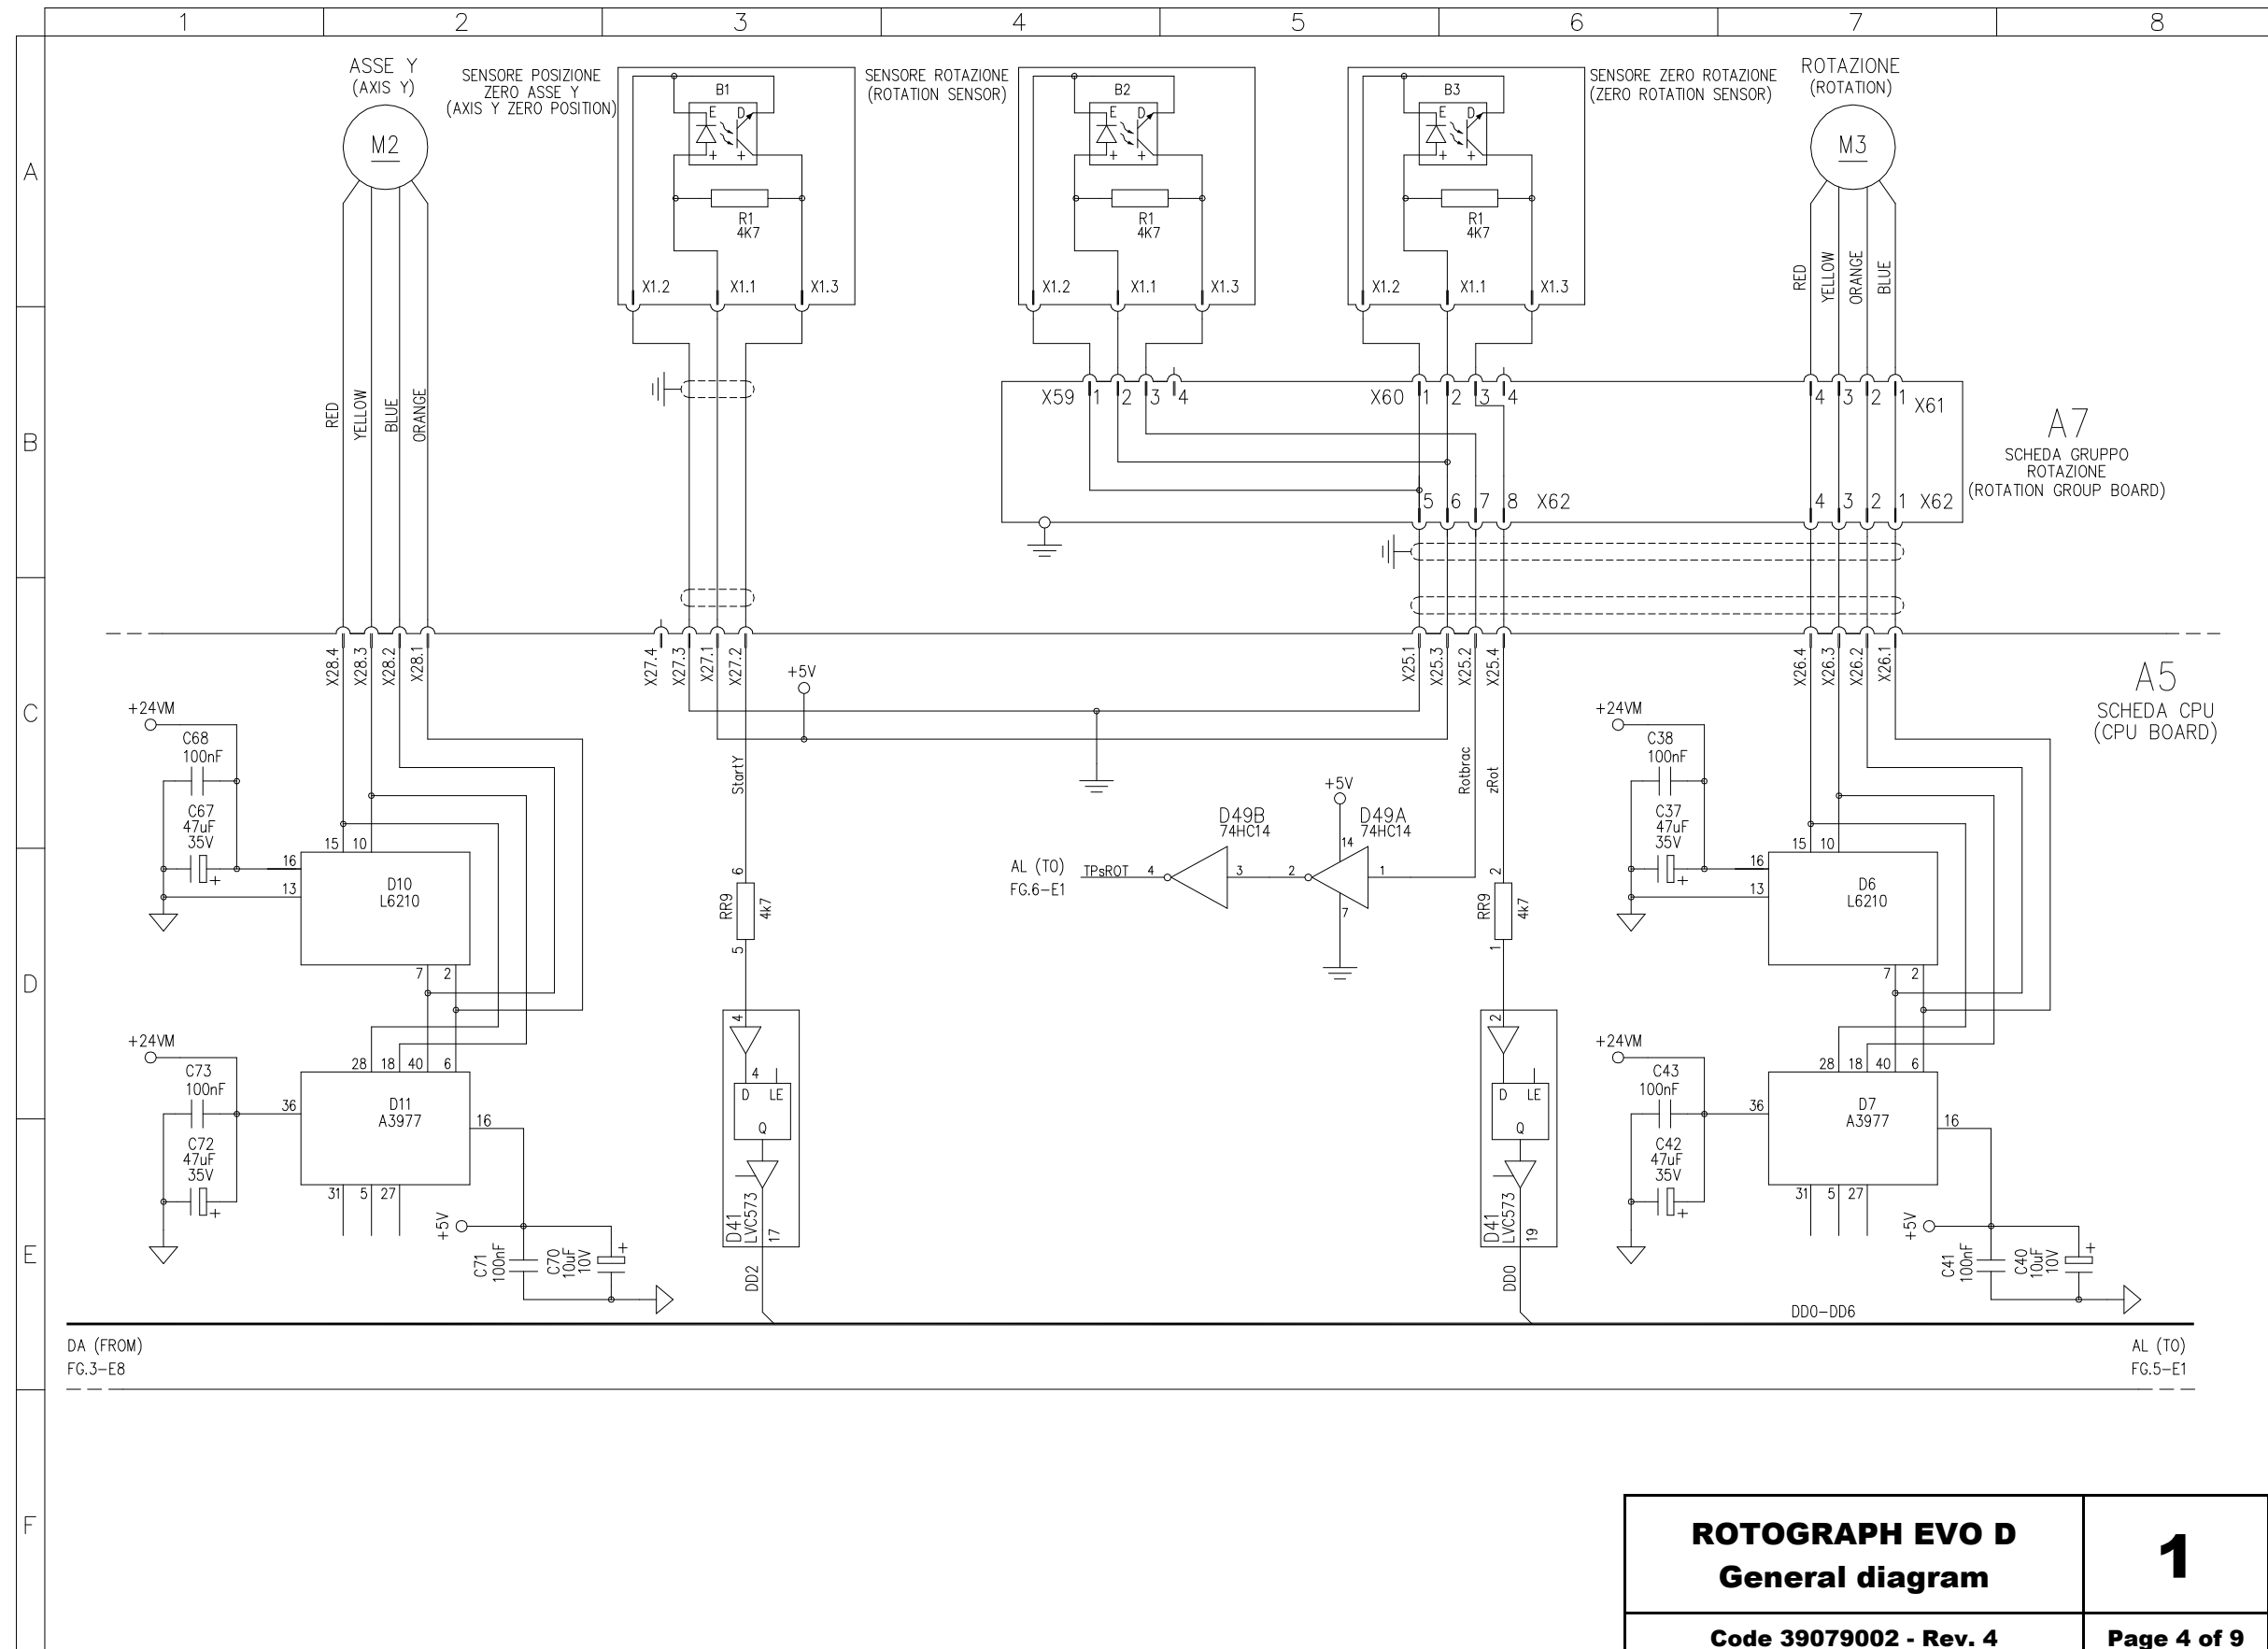 1 2 3 4 5 6 7 8
A
B
C
D
E
F
ASSE Y
(AXIS Y)
M2
SENSORE POSIZIONE
ZERO ASSE Y
(AXIS Y ZERO POSITION)
B1
E D
+ +
R1
4K7
X1.2 X1.1 X1.3
SENSORE ROTAZIONE
(ROTATION SENSOR)
B2
E D
+ +
R1
4K7
X1.2 X1.1 X1.3
B3
E D
+ +
R1
4K7
X1.2 X1.1 X1.3
SENSORE ZERO ROTAZIONE
(ZERO ROTATION SENSOR)
ROTAZIONE
(ROTATION)
M3
RED
YELLOW
ORANGE
BLUE
RED
YELLOW
BLUE
ORANGE
X59 1 2 3 4
X60 1 2 3 4
4 3 2 1 X61
5 6 7 8 X62
4 3 2 1 X62
A7
SCHEDA GRUPPO
ROTAZIONE
(ROTATION GROUP BOARD)
X28.4
X28.3
X28.2
X28.1
X27.4
X27.3
X27.1
X27.2
X25.1
X25.3
X25.2
X25.4
X26.4
X26.3
X26.2
X26.1
A5
SCHEDA CPU
(CPU BOARD)
+5V
+24VM
C68
100nF
C67
47uF
35V
+
15 10
16
13
D10
L6210
7 2
StartY
6
RR9
4k7
5
AL (TO)
FG.6-E1
TPsROT
4
D49B
74HC14
3
2
+5V
14
D49A
74HC14
1
7
Rotbrac
zRot
2
RR9
4k7
1
+24VM
C38
100nF
C37
47uF
35V
+
15 10
16
13
D6
L6210
7 2
+24VM
C73
100nF
C72
47uF
35V
+
28 18 40 6
36
D11
A3977
16
31 5 27
+5V
C71
100nF
C70
10uF
10V
+
4
4
D LE
Q
D41
LVC573
17
DD2
2
D LE
Q
D41
LVC573
19
DD0
+24VM
C43
100nF
C42
47uF
35V
+
28 18 40 6
36
D7
A3977
16
31 5 27
+5V
C41
100nF
C40
10uF
10V
+
DD0-DD6
DA (FROM)
FG.3-E8
AL (TO)
FG.5-E1
ROTOGRAPH EVO D
General diagram
1
Code 39079002 - Rev. 4
Page 4 of 9